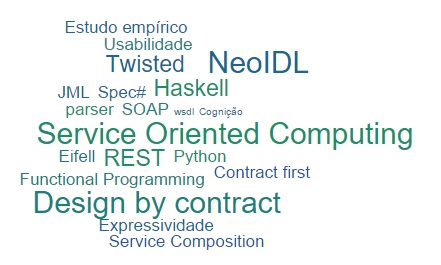 Estudo empírico
Usabilidade
Twisted NeoIDL
JML Spec# Haskell
parser SOAP wsdl Cognição
Service Oriented Computing
Eifell REST Python
Functional Programming Contract first
Design by contract
Expressividade
Service Composition